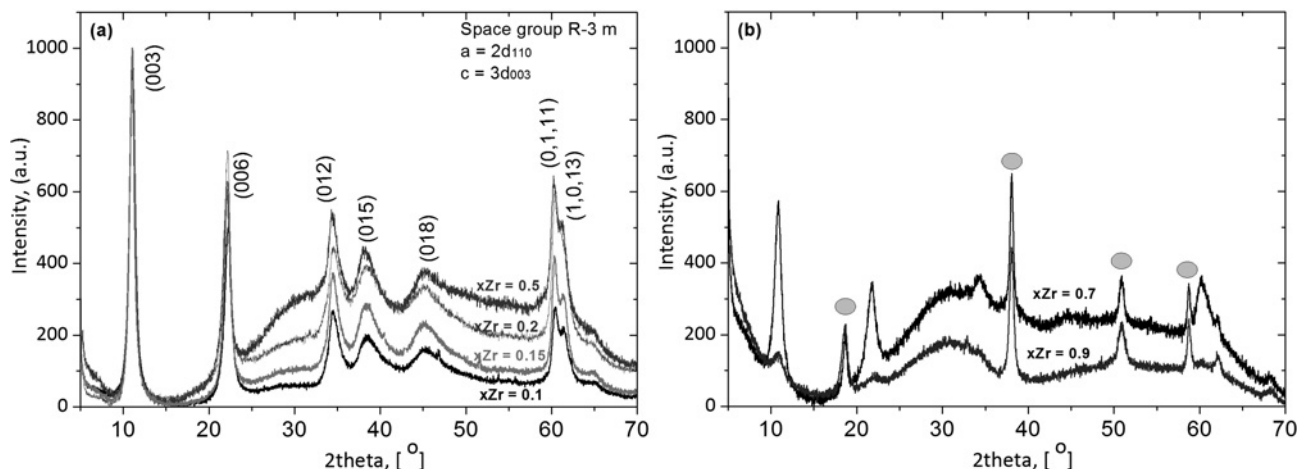 (a)
Space group R-3 m
a = 2d110
c = 3d003
(003)
(006)
(012)
(015)
(018)
(0,1,11)
(1,0,13)
xZr = 0.5
xZr = 0.2
xZr = 0.15
xZr = 0.1
Intensity, (a.u.)
1000
800
600
400
200
0
10 20 30 40 50 60 70
2theta, [ o]
(b)
xZr = 0.7
xZr = 0.9
Intensity (a.u.)
1000
800
600
400
200
0
10 20 30 40 50 60 70
2theta, [ o]